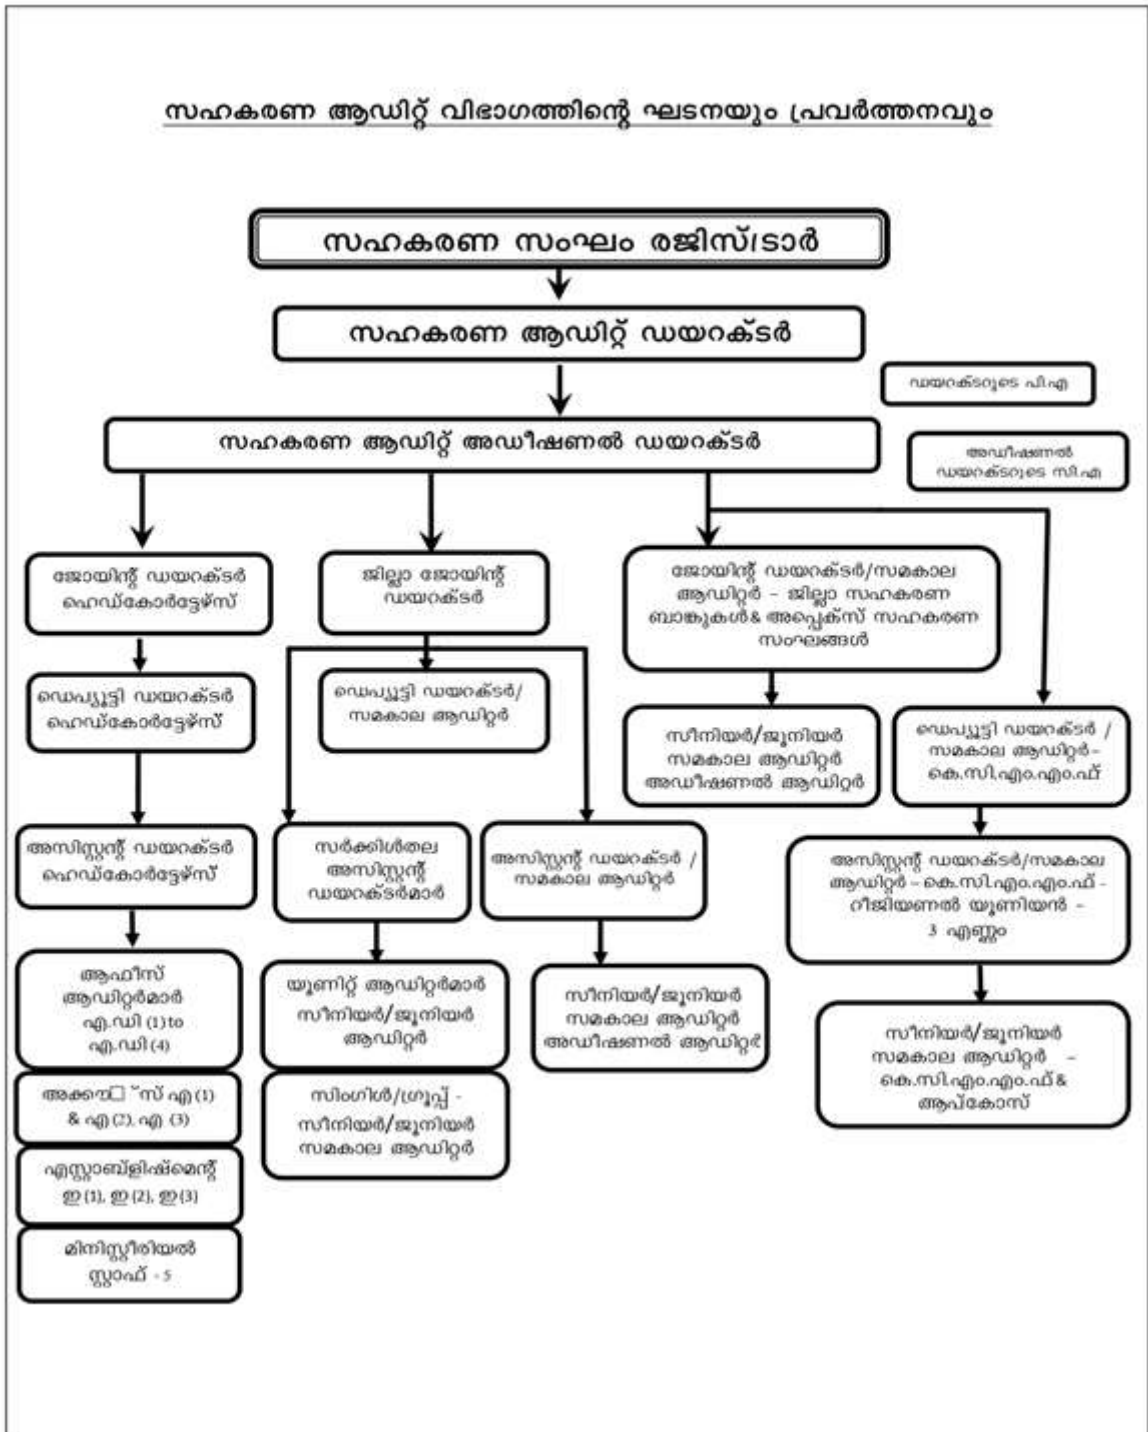 സഹകരണ ആഡിറ്റ് വിഭാഗത്തിന്റെ ഘടനയും പ്രവർത്തനവും
സഹകരണ സംഘം രജിസ്ട്രാർ
സഹകരണ ആഡിറ്റ് ഡയറക്ടർ
ഡയറക്ടറുടെ പി.എ
സഹകരണ ആഡിറ്റ് അഡീഷണൽ ഡയറക്ടർ
അഡീഷണൽ
ഡയറക്ടറുടെ സി.എ
ജോയിന്റ് ഡയറക്ടർ
ഹെഡ്കോർട്ടേഴ്സ്
ജില്ലാ ജോയിന്റ്
ഡയറക്ടർ
ജോയിന്റ് ഡയറക്ടർ/സമകാല
ആഡിറ്റർ – ജില്ലാ സഹകരണ
ബാങ്കുകൾ & അപ്പെക്സ് സഹകരണ
സംഘങ്ങൾ
ഡെപ്യൂട്ടി ഡയറക്ടർ
ഹെഡ്കോർട്ടേഴ്സ്
ഡെപ്യൂട്ടി ഡയറക്ടർ/
സമകാല ആഡിറ്റർ
സീനിയർ/ജൂനിയർ
സമകാല ആഡിറ്റർ
അഡീഷണൽ ആഡിറ്റർ
ഡെപ്യൂട്ടി ഡയറക്ടർ /
സമകാല ആഡിറ്റർ –
കെ.സി.എം.എം.ഫ്
അസിസ്റ്റന്റ് ഡയറക്ടർ
ഹെഡ്കോർട്ടേഴ്സ്
സർക്കിൾതല
അസിസ്റ്റന്റ്
ഡയറക്ടർമാർ
അസിസ്റ്റന്റ് ഡയറക്ടർ /
സമകാല ആഡിറ്റർ
അസിസ്റ്റന്റ് ഡയറക്ടർ/സമകാല
ആഡിറ്റർ – കെ.സി.എം.എം.ഫ് -
റീജിയണൽ യൂണിയൻ –
3 എണ്ണം
ആഫീസ്
ആഡിറ്റർമാർ
എ.ഡി (1) to
എ.ഡി (4)
യൂണിറ്റ് ആഡിറ്റർമാർ
സീനിയർ/ജൂനിയർ
ആഡിറ്റർ
സീനിയർ/ജൂനിയർ
സമകാല ആഡിറ്റർ
അഡീഷണൽ ആഡിറ്റർ
സീനിയർ/ജൂനിയർ
സമകാല ആഡിറ്റർ –
കെ.സി.എം.എം.ഫ് &
ആപ്കോസ്
എ (1)
& എ (2), എ (3)
സിംഗിൾ/ഗ്രൂപ്പ് -
സീനിയർ/ജൂനിയർ
സമകാല ആഡിറ്റർ
എസ്റ്റാബ്ളിഷ്മെന്റ്
ഇ (1), ഇ (2), ഇ (3)
മിനിസ്റ്റീരിയൽ
സ്റ്റാഫ് - 5